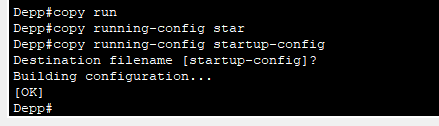 Depp#copy run
Depp#copy running-config star
Depp#copy running-config startup-config
Destination filename [startup-config]?
Building configuration...
[OK]
Depp#